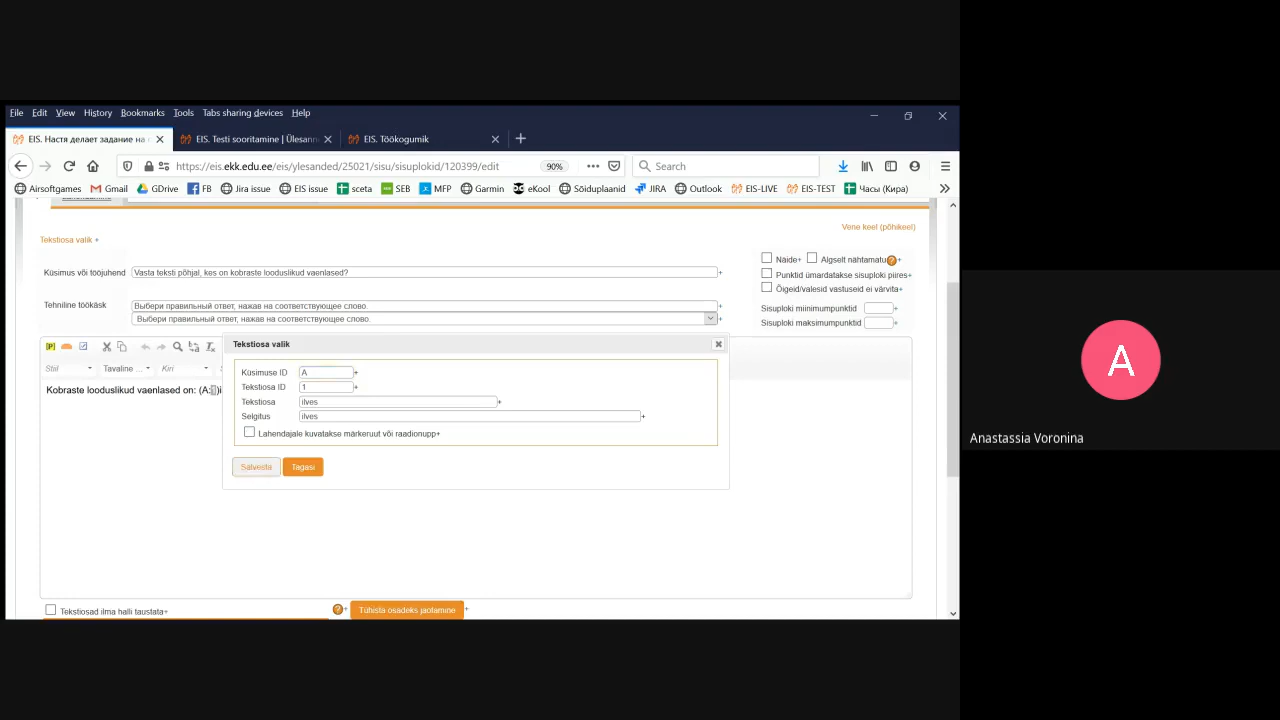 File Edit View History Bookmarks Tools Tabs sharing devices Help
EIS. Настя делает задание на
EIS. Testi sooritamine | Ülesann
EIS. Töökogumik
https://eis.ekk.edu.ee/eis/ylesanded/25021/sisu/sisuplokid/120399/edit
90%
Search
Airsoftgames Gmail GDrive FB Jira issue EIS issue sceta SEB MFP Garmin eKool Sõiduplaanid JIRA Outlook EIS-LIVE EIS-TEST Часы (Кира)
Vene keel (põhikeel)
Tekstiosa valik +
Näide+ Algselt nähtamatu ? +
Küsimus või tööjuhend Vasta teksti põhjal, kes on kobraste looduslikud vaenlased? +
Punktid ümardatakse sisuploki piires+
Õigeid/valesid vastuseid ei värvita+
Tehniline töökäsk Выбери правильный ответ, нажав на соответствующее слово. +
Выбери правильный ответ, нажав на соответствующее слово. +
Sisuploki miinimumpunktid +
Sisuploki maksimumpunktid +
Tekstiosa valik
Stiil Tavaline ... Kiri
Küsimuse ID A +
Tekstiosa ID 1 +
Kobraste looduslikud vaenlased on: (A:
Tekstiosa ilves +
Selgitus ilves +
Lahendajale kuvatakse märkeruut või raadionupp+
Salvesta Tagasi
Tekstiosad ilma halli taustata+
? + Tühista osadeks jaotamine +
A
Anastassia Voronina